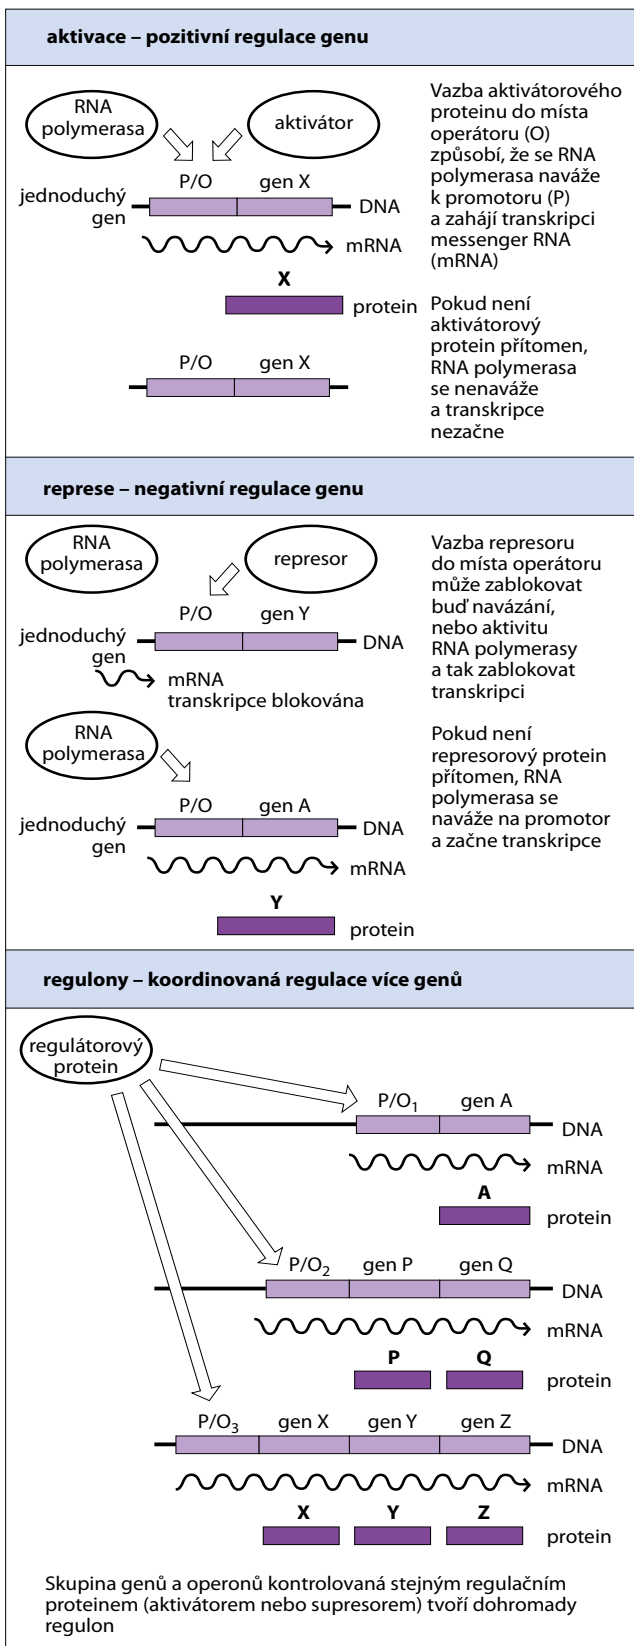 aktivace – pozitivní regulace genu
RNA
polymerasa
aktivátor
P/O
gen X
jednoduchý
gen
DNA
mRNA
X
protein
P/O
gen X
Vazba aktivátorového
proteinu do místa
operátoru (O)
způsobí, že se RNA
polymerasa naváže
k promotoru (P)
a zahájí transkripci
messenger RNA
(mRNA)
Pokud není
aktivátorový
protein přítomen,
RNA polymerasa
se nenaváže
a transkripce
nezačne
represe – negativní regulace genu
RNA
polymerasa
represor
P/O
gen Y
jednoduchý
gen
DNA
mRNA
transkripce blokována
RNA
polymerasa
P/O
gen A
jednoduchý
gen
DNA
mRNA
Y
protein
Vazba represoru
do místa operátoru
může zablokovat
buď navázání,
nebo aktivitu
RNA polymerasy
a tak zablokovat
transkripci
Pokud není
represorový protein
přítomen, RNA
polymerasa se
naváže na promotor
a začne transkripce
regulony – koordinovaná regulace více genů
regulátorový
protein
P/O₁
gen A
DNA
mRNA
A
protein
P/O₂
gen P
gen Q
DNA
mRNA
P
Q
protein
P/O₃
gen X
gen Y
gen Z
DNA
mRNA
X
Y
Z
protein
Skupina genů a operonů kontrolovaná stejným regulačním
proteinem (aktivátorem nebo supresorem) tvoří dohromady
regulon